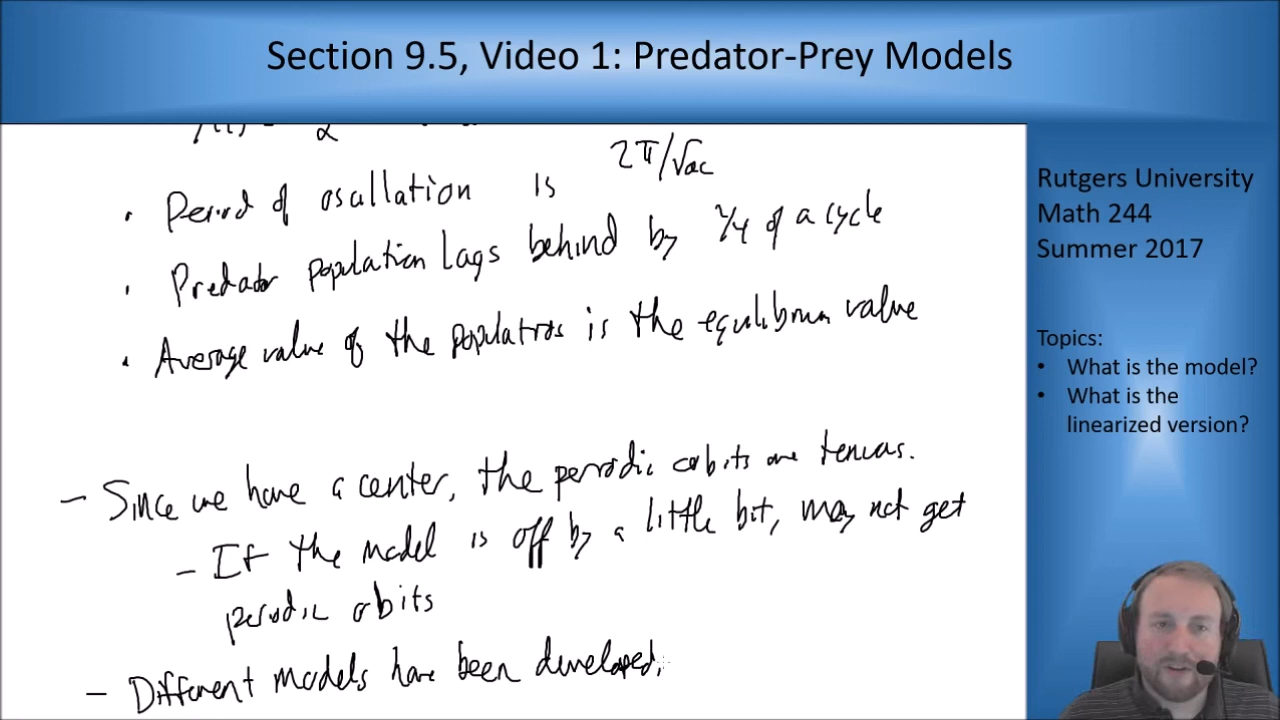 Section 9.5, Video 1: Predator-Prey Models
2π/√ac
• Period of oscillation is
• Predator population lags behind by 1/4 of a cycle
• Average value of the populations is the equilibrium value
- Since we have a center, the periodic orbits are tenuous.
- If the model is off by a little bit, may not get
periodic orbits
- Different models have been developed,
Rutgers University
Math 244
Summer 2017
Topics:
• What is the model?
• What is the
linearized version?